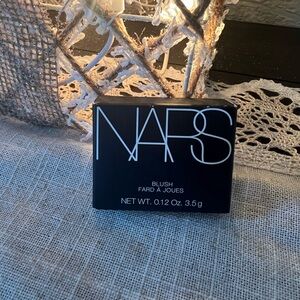 NARS
BLUSH
FARD À JOUES
NET WT. 0.12 Oz. 3.5 g